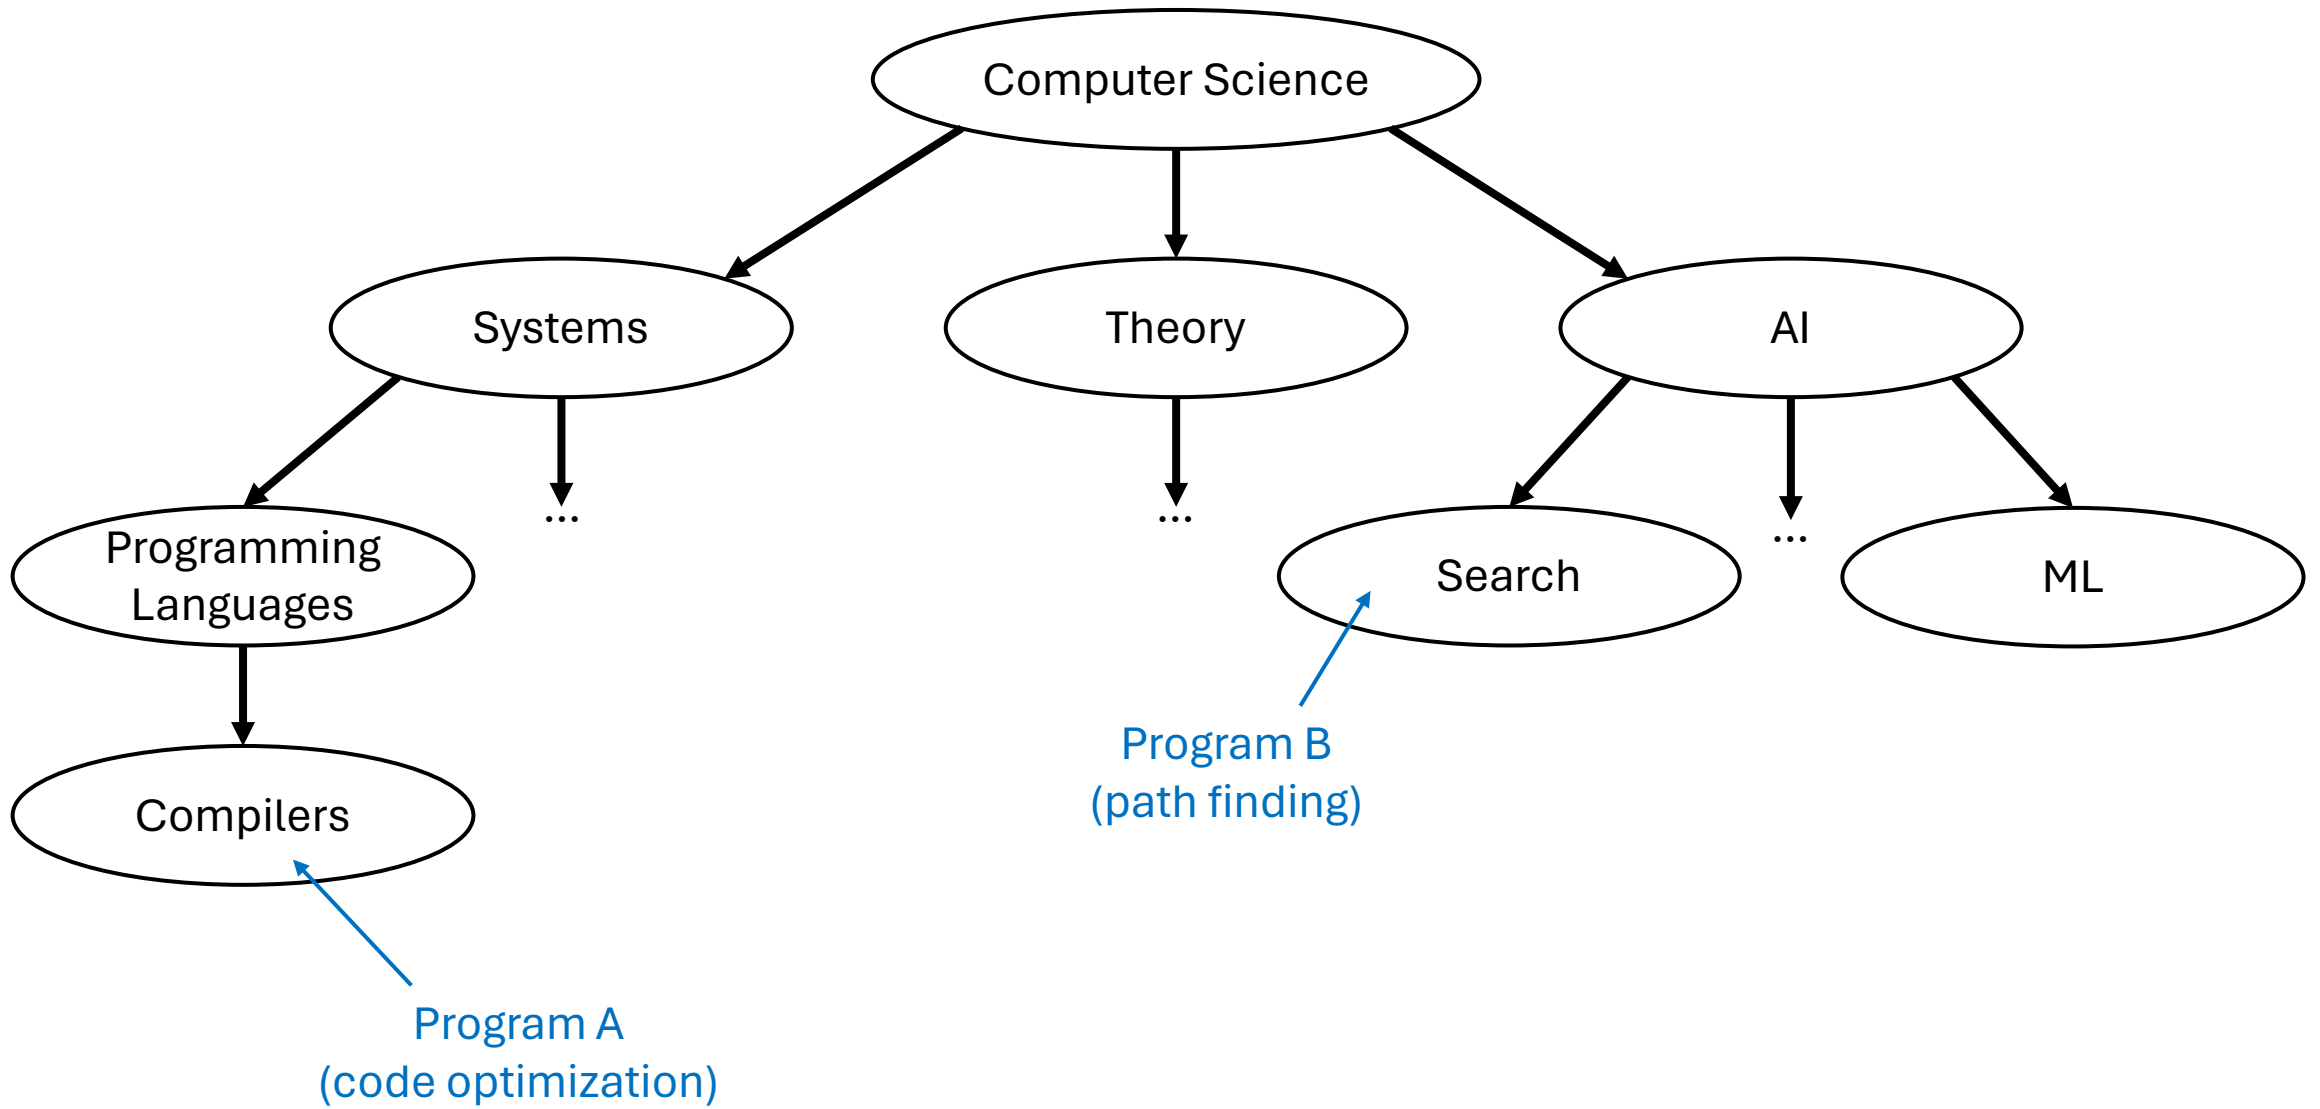 Computer Science
Systems
Theory
AI
Programming
Languages
...
...
Search
...
ML
Compilers
Program B
(path finding)
Program A
(code optimization)